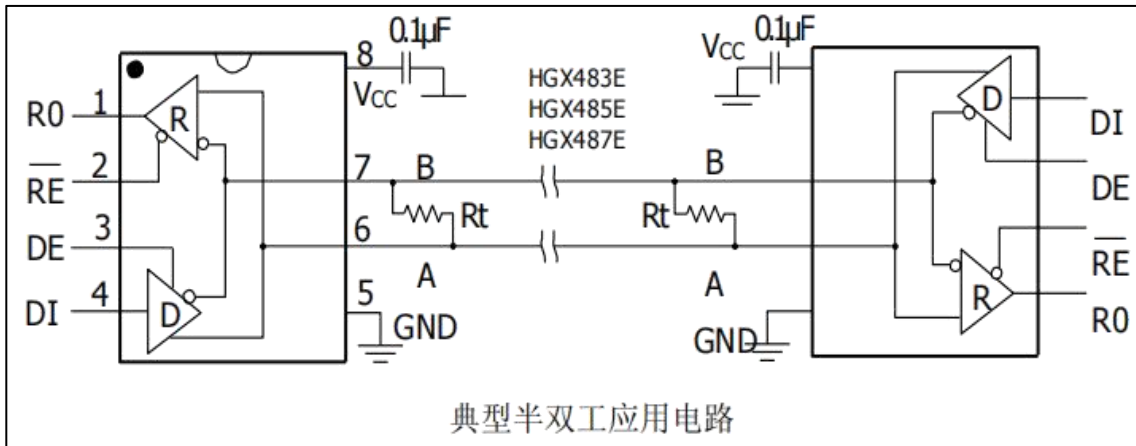 0.1µF
8
VCC
R0 1
R
RE 2
DE 3
DI 4
D
7 B
Rt
6
A
5
GND
HGX483E
HGX485E
HGX487E
0.1µF
VCC
B
Rt
A
GND
D
DI
DE
RE
R
R0
典型半双工应用电路